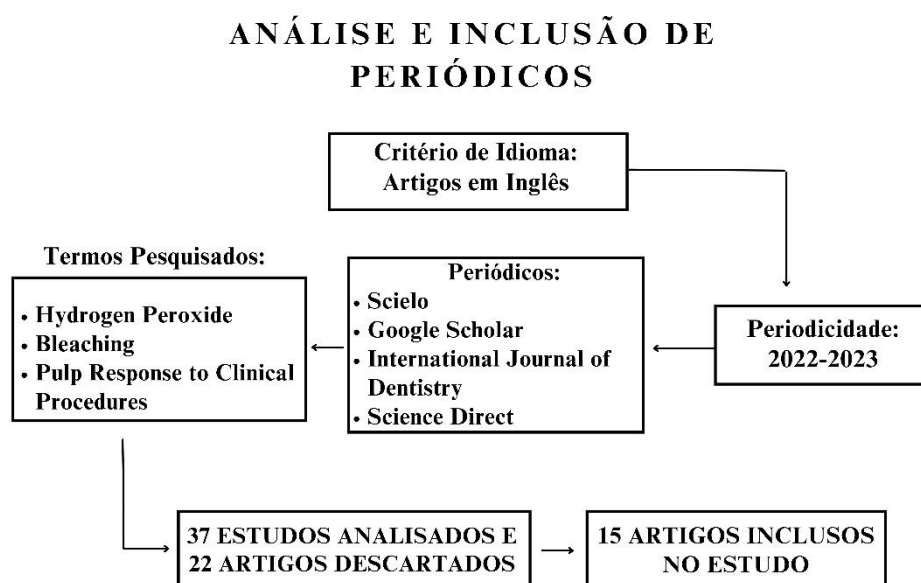 ANÁLISE E INCLUSÃO DE
PERIÓDICOS
Critério de Idioma:
Artigos em Inglês
Periodicidade:
2022-2023
Periódicos:
• Scielo
• Google Scholar
• International Journal of
Dentistry
• Science Direct
Termos Pesquisados:
• Hydrogen Peroxide
• Bleaching
• Pulp Response to Clinical
Procedures
37 ESTUDOS ANALISADOS E
22 ARTIGOS DESCARTADOS
15 ARTIGOS INCLUSOS
NO ESTUDO